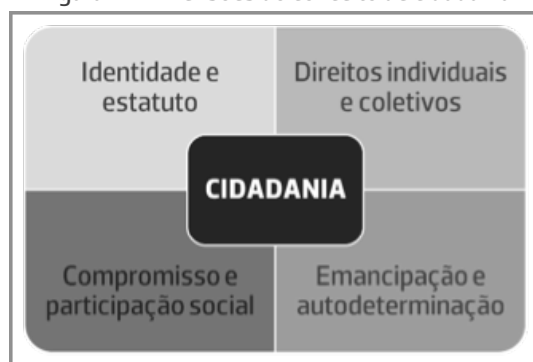 Identidade e
estatuto
Direitos individuais
e coletivos
CIDADANIA
Compromisso e
participação social
Emancipação e
autodeterminação